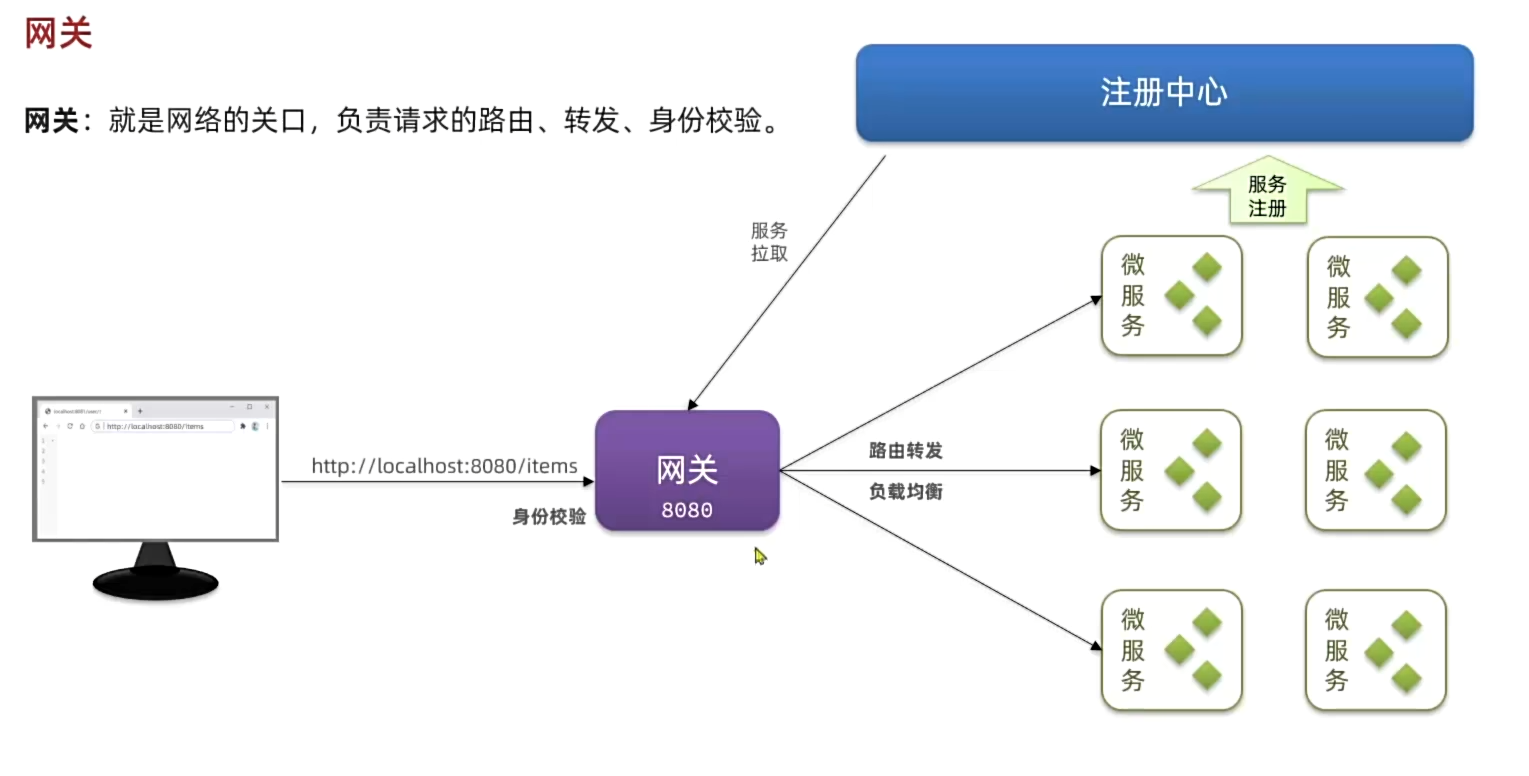 网关
注册中心
网关：就是网络的关口，负责请求的路由、转发、身份校验。
服务
注册
服务
拉取
微
服
务
微
服
务
http://localhost:8080/items
http://localhost:8080/items
身份校验
网关
8080
路由转发
负载均衡
微
服
务
微
服
务
微
服
务
微
服
务